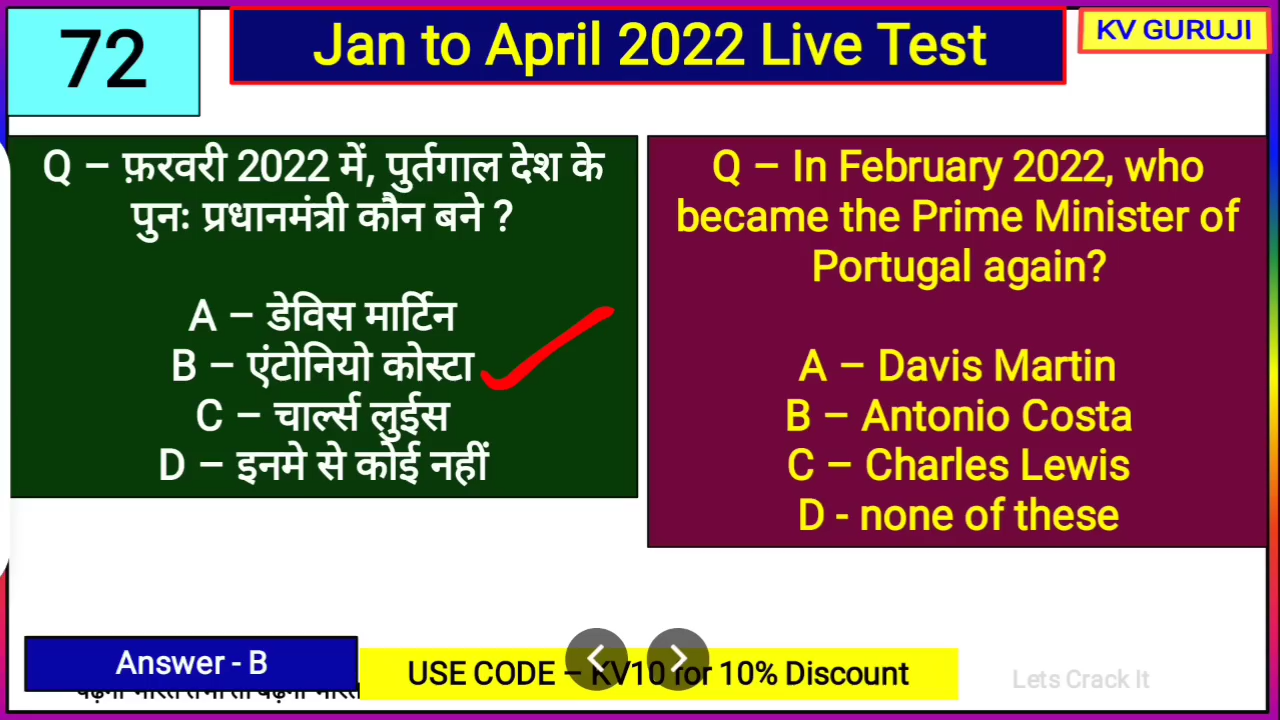 72
Jan to April 2022 Live Test
KV GURUJI
Q – फ़रवरी 2022 में, पुर्तगाल देश के
पुनः प्रधानमंत्री कौन बने ?
A – डेविस मार्टिन
B – एंटोनियो कोस्टा
C – चार्ल्स लुईस
D – इनमे से कोई नहीं
Q – In February 2022, who
became the Prime Minister of
Portugal again?
A – Davis Martin
B – Antonio Costa
C – Charles Lewis
D - none of these
Answer - B
USE CODE – KV10 for 10% Discount
Lets Crack It